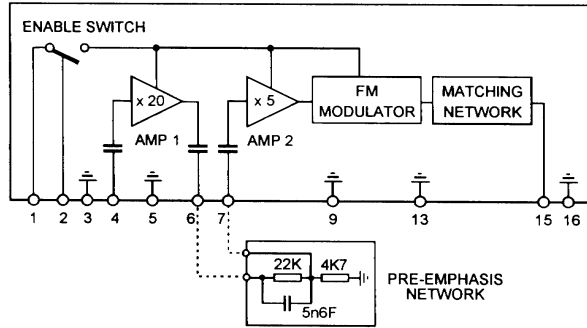 ENABLE SWITCH
x 20
x 5
FM
MODULATOR
MATCHING
NETWORK
AMP 1
AMP 2
1 2 3 4 5 6 7 9 13 15 16
22K 4K7
5n6F
PRE-EMPHASIS
NETWORK